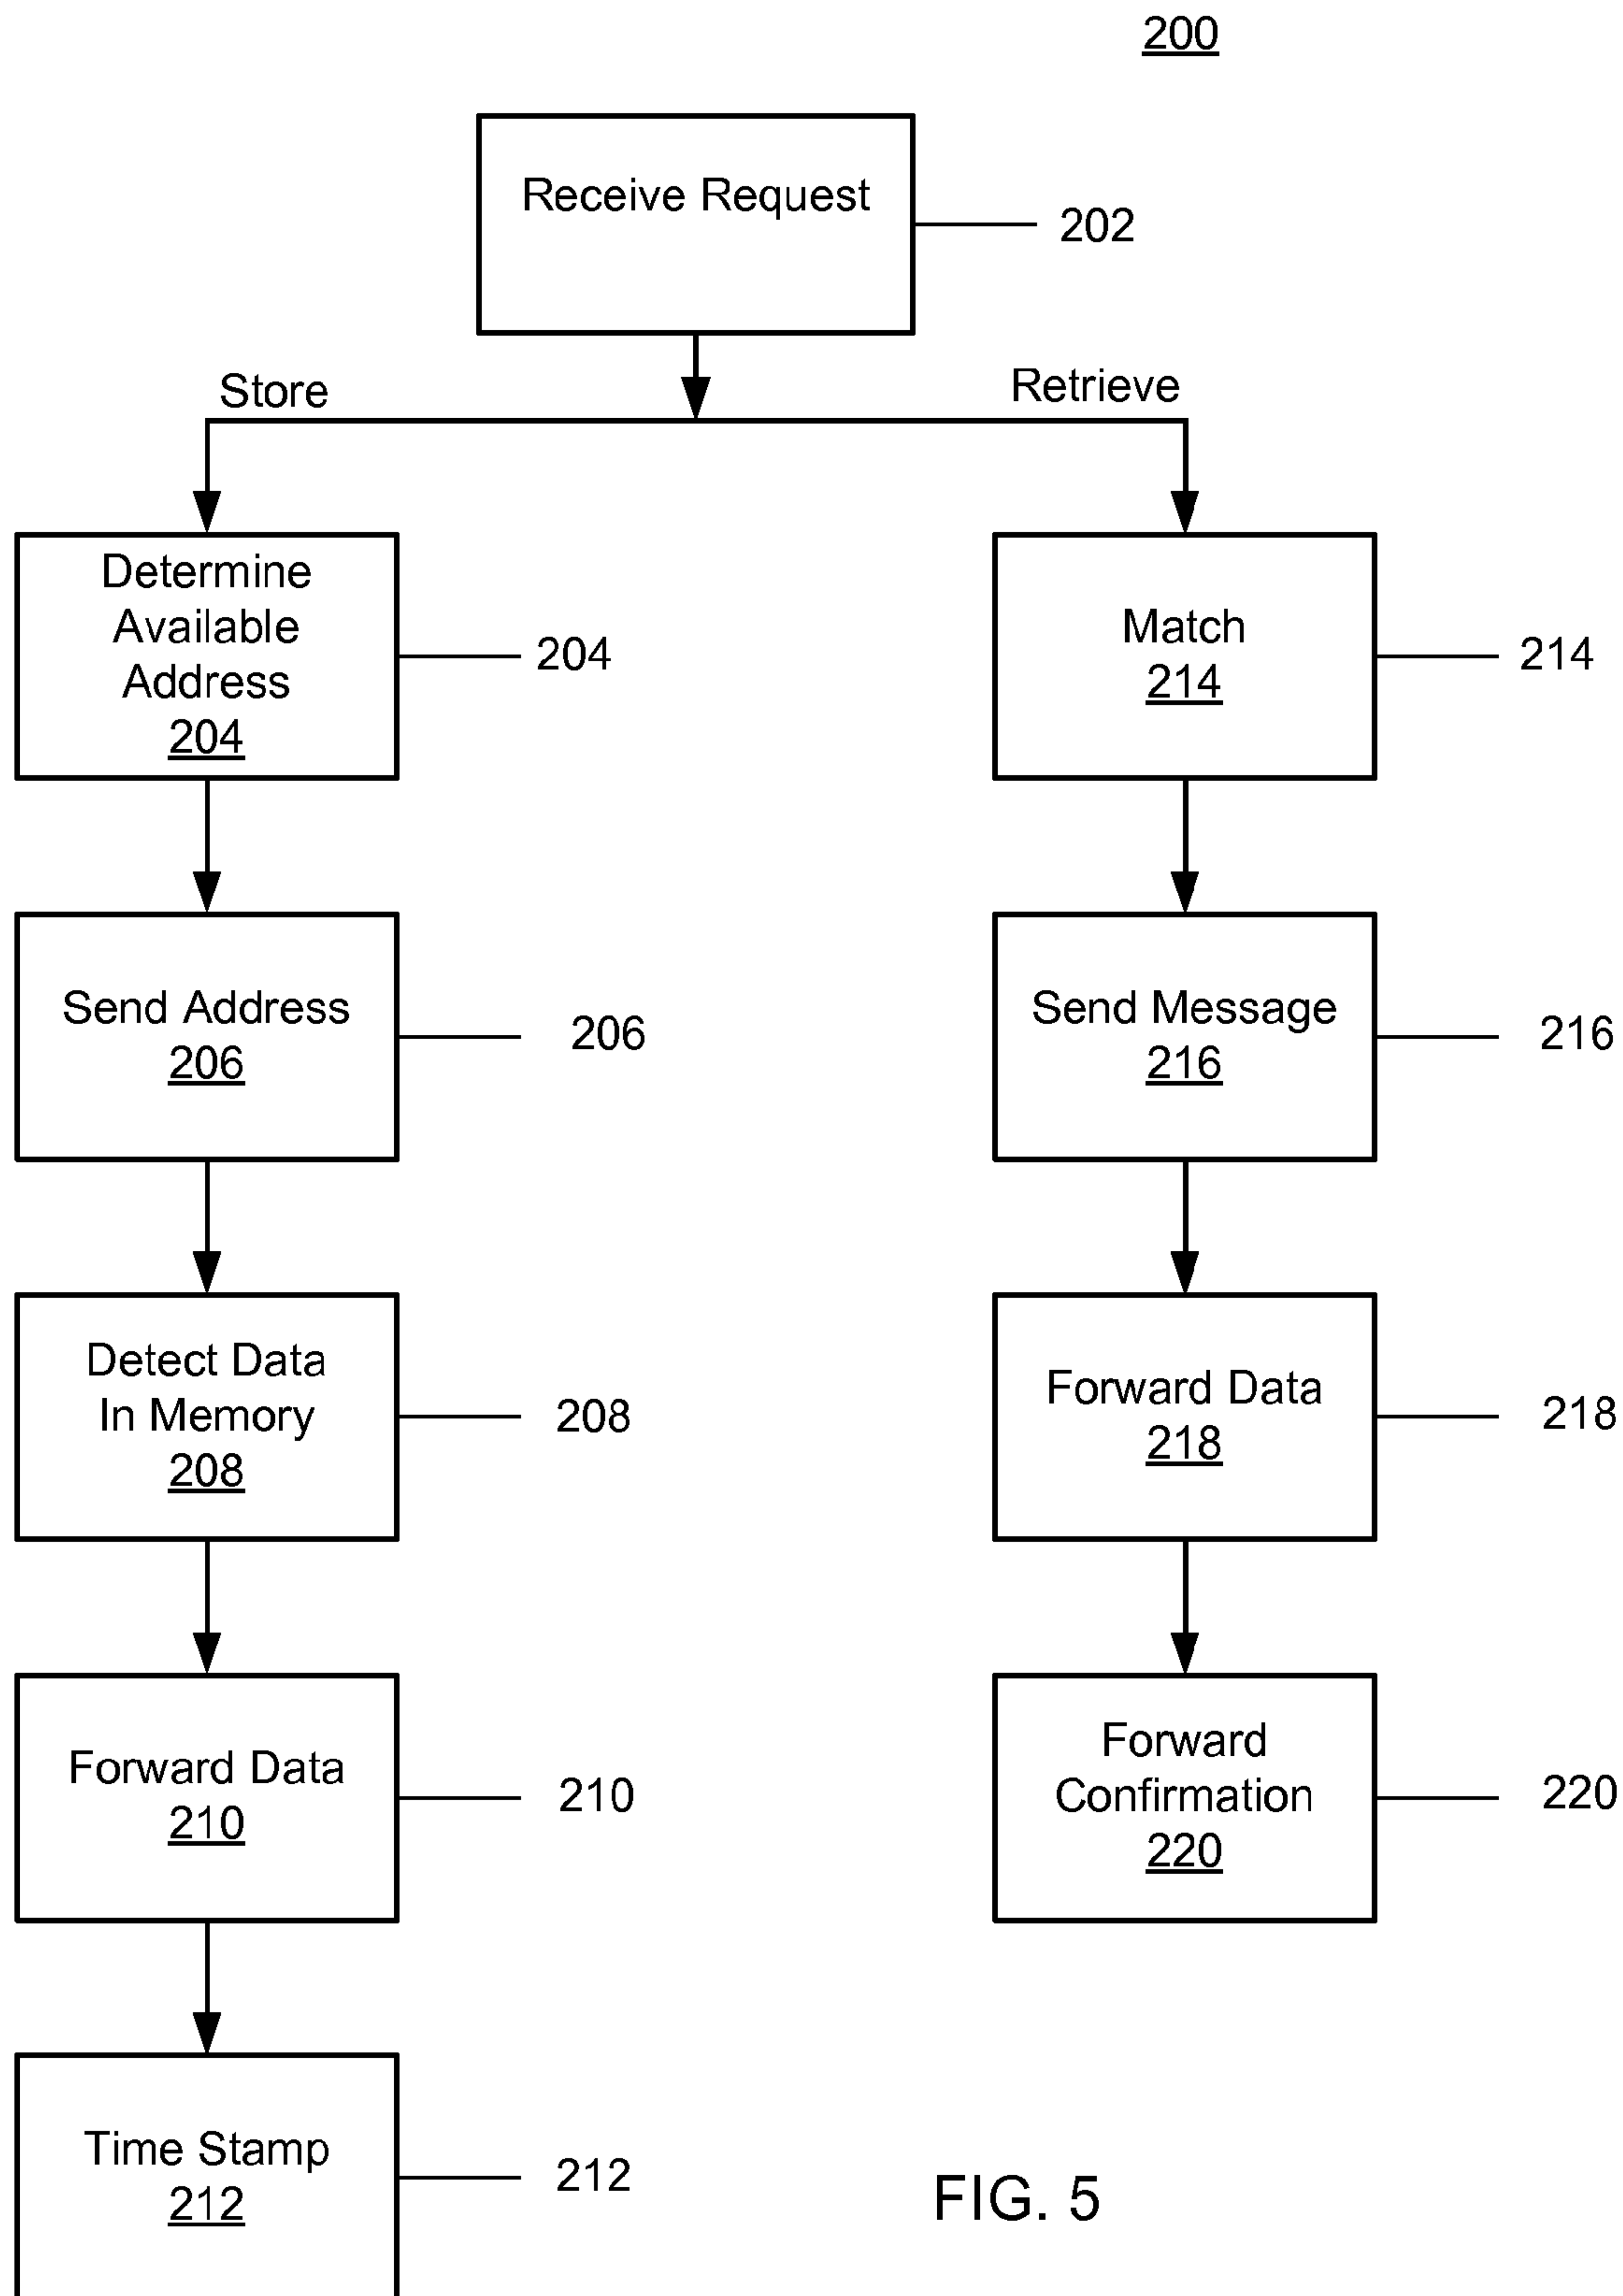 200
Receive Request
202
Store
Retrieve
Determine
Available
Address
204
204
Match
214
214
Send Address
206
206
Send Message
216
216
Detect Data
In Memory
208
208
Forward Data
218
218
Forward Data
210
210
Forward
Confirmation
220
220
Time Stamp
212
212
FIG. 5